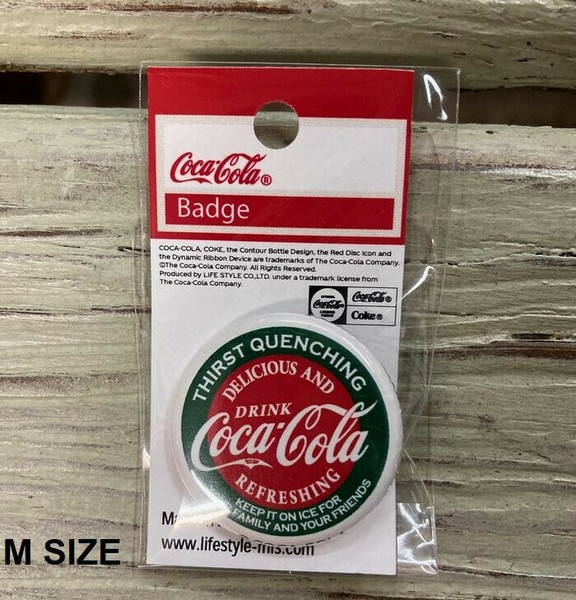 Coca-Cola®
Badge
COCA-COLA, COKE, the Contour Bottle Design, the Red Disc Icon and
the Dynamic Ribbon Device are trademarks of The Coca-Cola Company.
©The Coca-Cola Company. All Rights Reserved.
Produced by LiFE STYLE CO.,LTD. under a trademark license from
The Coca-Cola Company.
Coca-Cola
Coca-Cola®
Coke®
THIRST QUENCHING
DELICIOUS AND
DRINK
Coca-Cola
REFRESHING
KEEP IT ON ICE FOR
FAMILY AND YOUR FRIENDS
www.lifestyle-mis.com
M SIZE